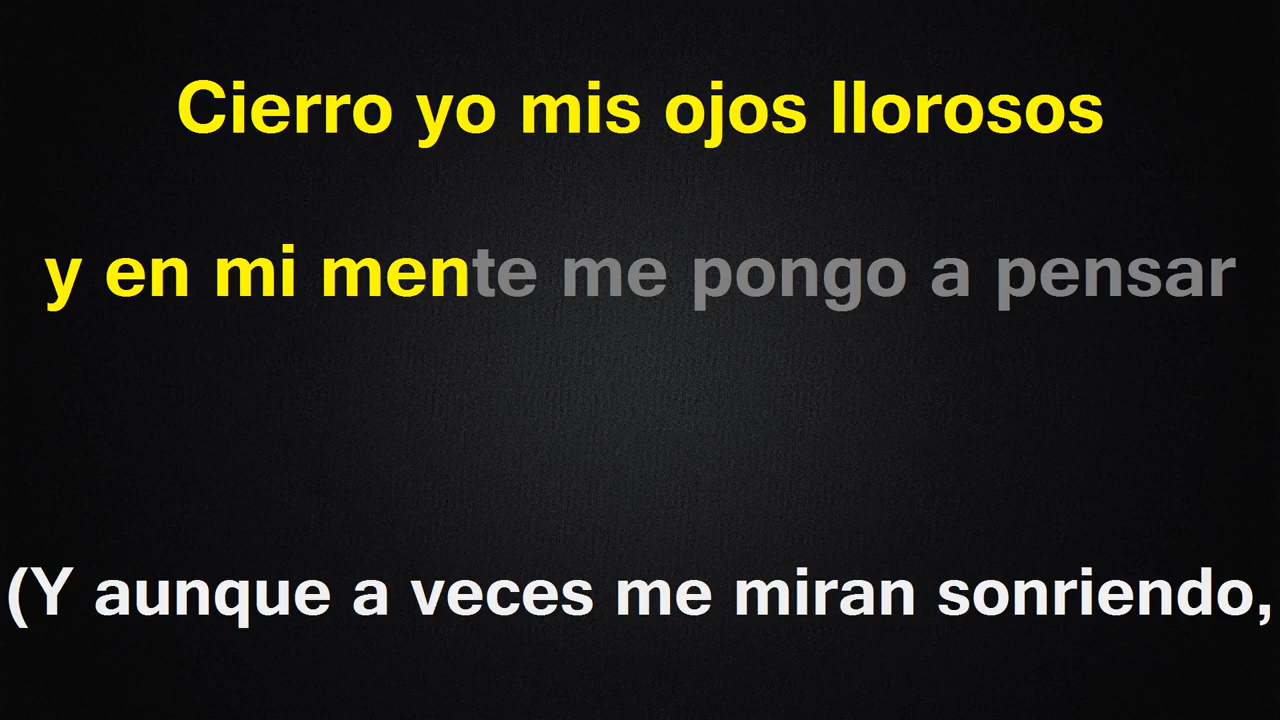 Cierro yo mis ojos llorosos
y en mi mente me pongo a pensar
(Y aunque a veces me miran sonriendo,